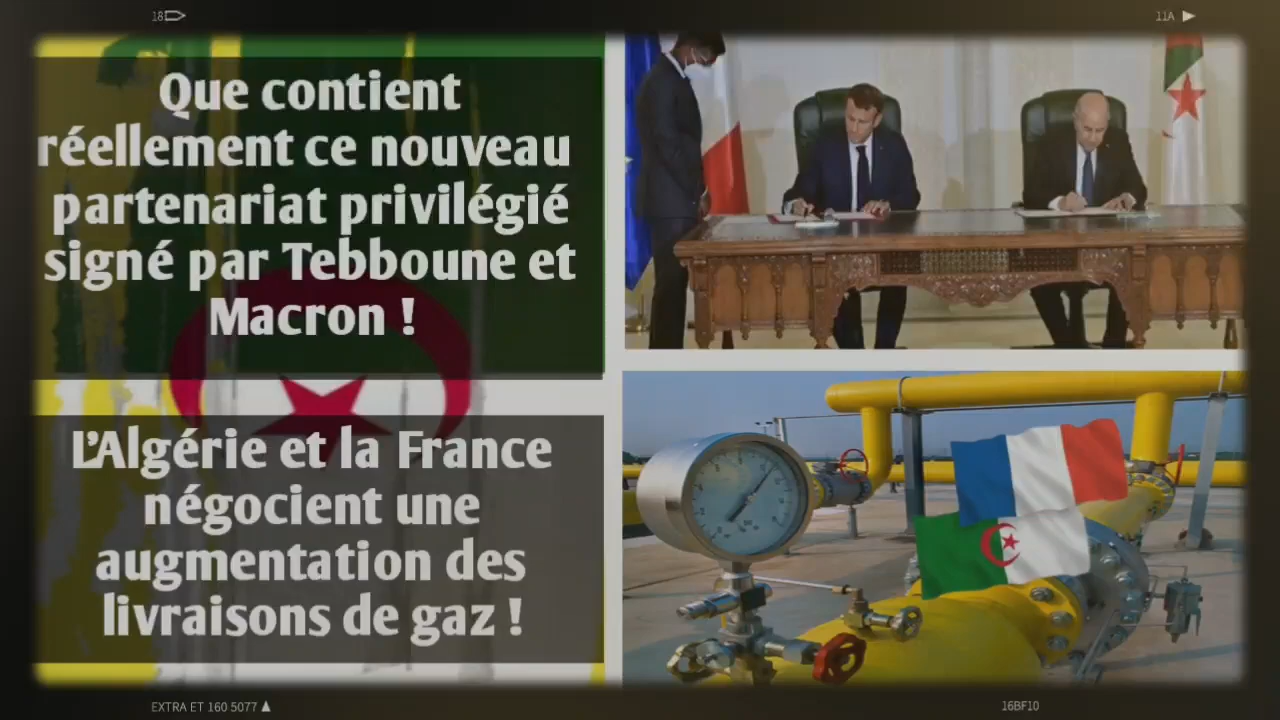 18
11A
Que contient
réellement ce nouveau
partenariat privilégié
signé par Tebboune et
Macron !
L'Algérie et la France
négocient une
augmentation des
livraisons de gaz !
EXTRA ET 160 5077
16BF10